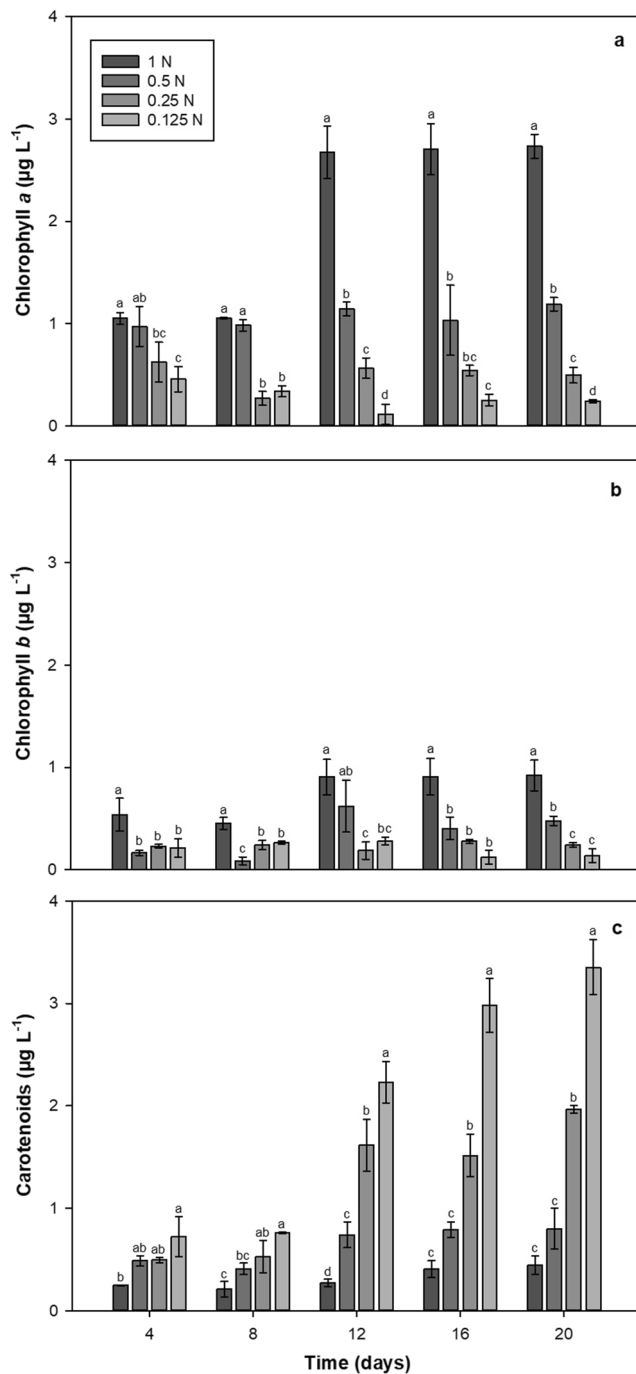 4
a
1 N
0.5 N
0.25 N
0.125 N
3
2
1
0
Chlorophyll a (µg L-1)
a ab bc c
a a b b
a b c d
a b bc c
a b c d
4
b
3
2
1
0
Chlorophyll b (µg L-1)
a b b b
a c b b
a ab c bc
a b b b
a b c c
4
c
3
2
1
0
Carotenoids (µg L-1)
b ab ab a
c bc ab a
d c b a
c c b a
c c b a
4 8 12 16 20
Time (days)